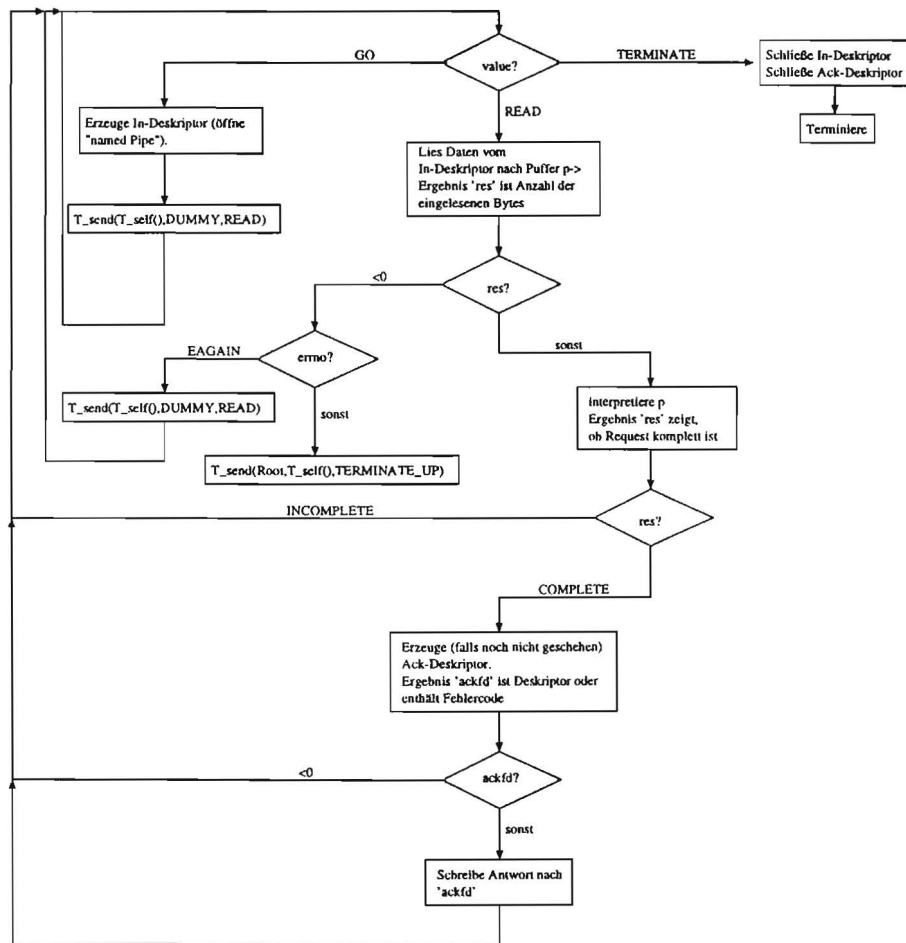 GO
value?
TERMINATE
Schließe In-Deskriptor
Schließe Ack-Deskriptor
READ
Terminiere
Erzeuge In-Deskriptor (öffne
"named Pipe").
Lies Daten vom
In-Deskriptor nach Puffer p->
Ergebnis 'res' ist Anzahl der
eingelesenen Bytes
T_send(T_self(),DUMMY,READ)
<0
res?
sonst
EAGAIN
errno?
T_send(T_self(),DUMMY,READ)
sonst
interpretiere p
Ergebnis 'res' zeigt,
ob Request komplett ist
T_send(Root,T_self(),TERMINATE_UP)
INCOMPLETE
res?
COMPLETE
Erzeuge (falls noch nicht geschehen)
Ack-Deskriptor.
Ergebnis 'ackfd' ist Deskriptor oder
enthält Fehlercode
<0
ackfd?
sonst
Schreibe Antwort nach
'ackfd'